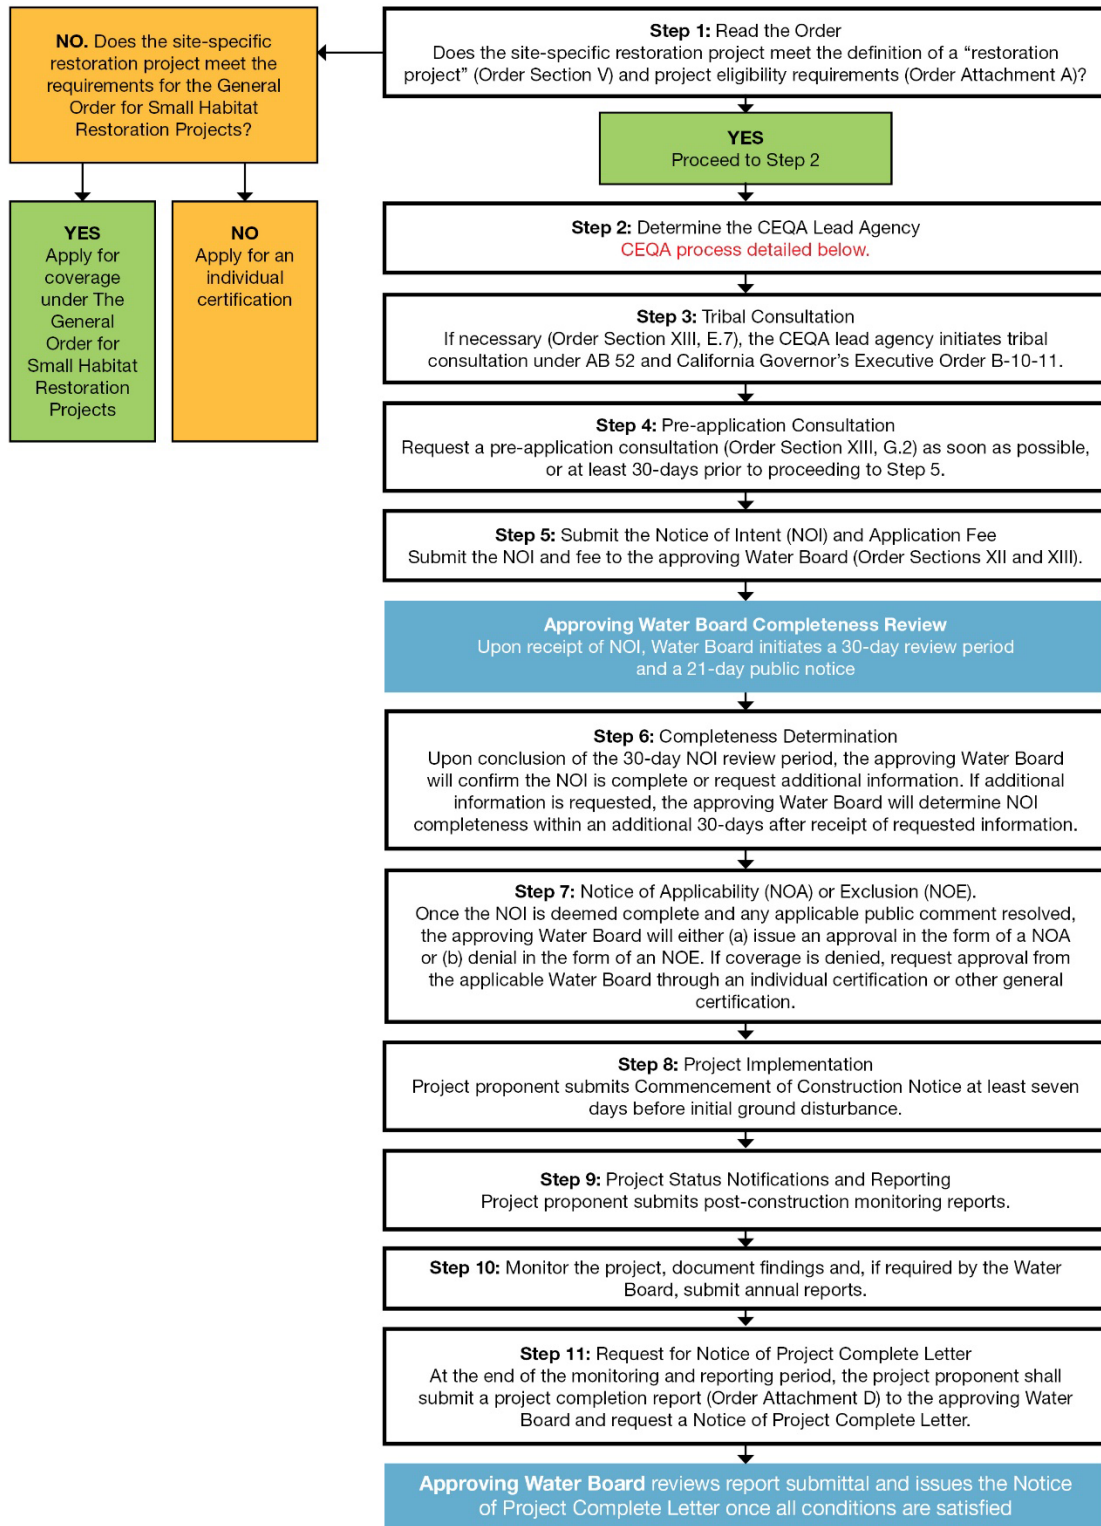 NO. Does the site-specific
restoration project meet the
requirements for the General
Order for Small Habitat
Restoration Projects?
YES
Apply for
coverage
under The
General
Order for
Small Habitat
Restoration
Projects
NO
Apply for an
individual
certification
Step 1: Read the Order
Does the site-specific restoration project meet the definition of a “restoration
project” (Order Section V) and project eligibility requirements (Order Attachment A)?
YES
Proceed to Step 2
Step 2: Determine the CEQA Lead Agency
CEQA process detailed below.
Step 3: Tribal Consultation
If necessary (Order Section XIII, E.7), the CEQA lead agency initiates tribal
consultation under AB 52 and California Governor’s Executive Order B-10-11.
Step 4: Pre-application Consultation
Request a pre-application consultation (Order Section XIII, G.2) as soon as possible,
or at least 30-days prior to proceeding to Step 5.
Step 5: Submit the Notice of Intent (NOI) and Application Fee
Submit the NOI and fee to the approving Water Board (Order Sections XII and XIII).
Approving Water Board Completeness Review
Upon receipt of NOI, Water Board initiates a 30-day review period
and a 21-day public notice
Step 6: Completeness Determination
Upon conclusion of the 30-day NOI review period, the approving Water Board
will confirm the NOI is complete or request additional information. If additional
information is requested, the approving Water Board will determine NOI
completeness within an additional 30-days after receipt of requested information.
Step 7: Notice of Applicability (NOA) or Exclusion (NOE).
Once the NOI is deemed complete and any applicable public comment resolved,
the approving Water Board will either (a) issue an approval in the form of a NOA
or (b) denial in the form of an NOE. If coverage is denied, request approval from
the applicable Water Board through an individual certification or other general
certification.
Step 8: Project Implementation
Project proponent submits Commencement of Construction Notice at least seven
days before initial ground disturbance.
Step 9: Project Status Notifications and Reporting
Project proponent submits post-construction monitoring reports.
Step 10: Monitor the project, document findings and, if required by the Water
Board, submit annual reports.
Step 11: Request for Notice of Project Complete Letter
At the end of the monitoring and reporting period, the project proponent shall
submit a project completion report (Order Attachment D) to the approving Water
Board and request a Notice of Project Complete Letter.
Approving Water Board reviews report submittal and issues the Notice
of Project Complete Letter once all conditions are satisfied